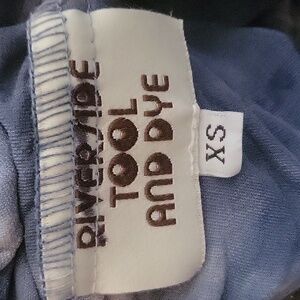 RIVERSIDE
TOOL
AND DYE
XS